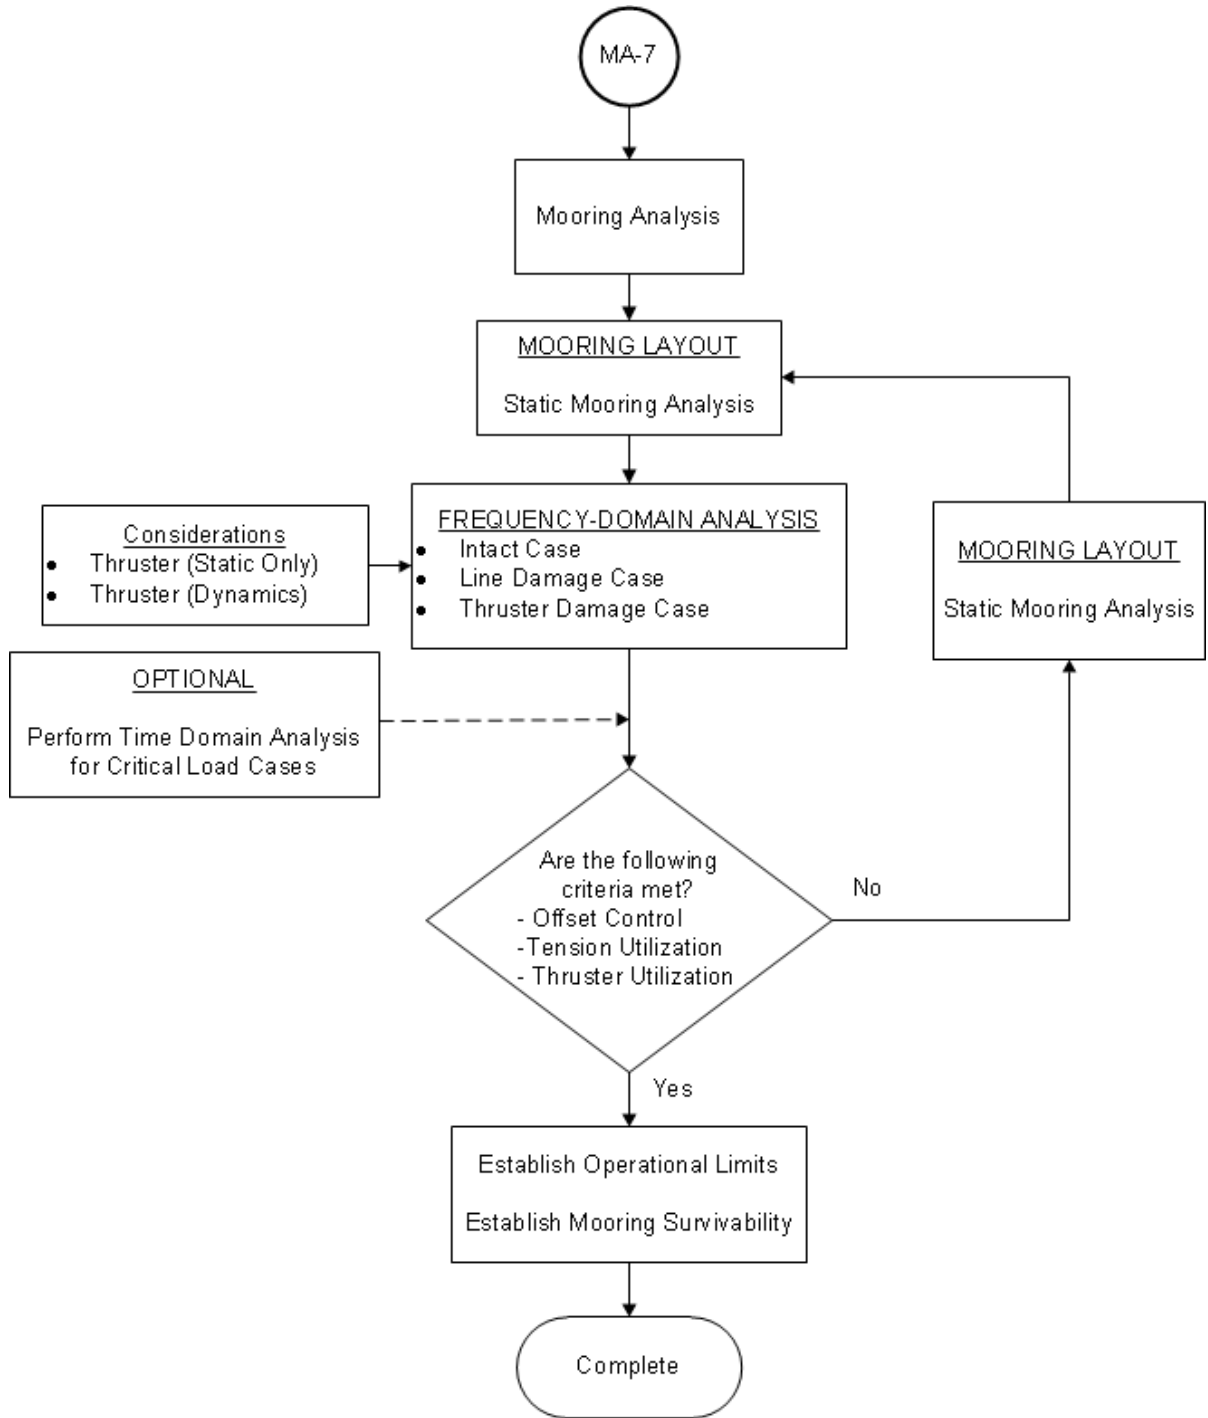 MA-7
Mooring Analysis
MOORING LAYOUT
Static Mooring Analysis
Considerations
• Thruster (Static Only)
• Thruster (Dynamics)
FREQUENCY-DOMAIN ANALYSIS
• Intact Case
• Line Damage Case
• Thruster Damage Case
MOORING LAYOUT
Static Mooring Analysis
OPTIONAL
Perform Time Domain Analysis
for Critical Load Cases
Are the following
criteria met?
- Offset Control
-Tension Utilization
- Thruster Utilization
No
Yes
Establish Operational Limits
Establish Mooring Survivability
Complete